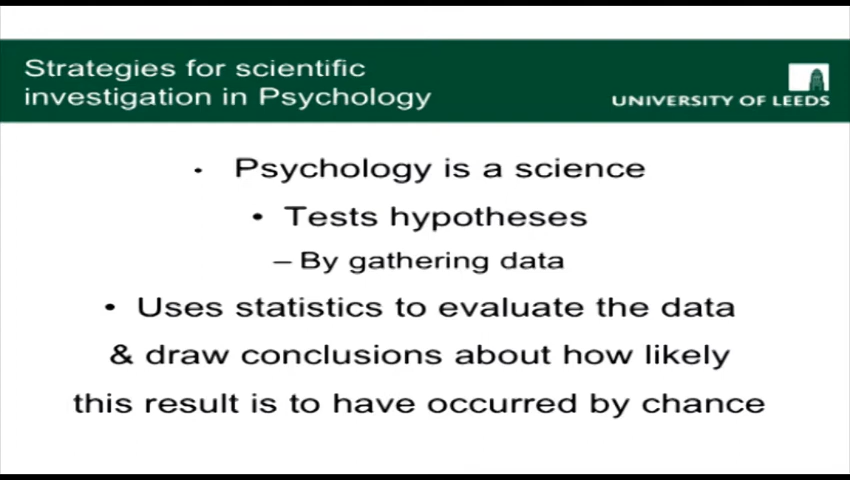 Strategies for scientific
investigation in Psychology
UNIVERSITY OF LEEDS
• Psychology is a science
• Tests hypotheses
– By gathering data
• Uses statistics to evaluate the data
& draw conclusions about how likely
this result is to have occurred by chance